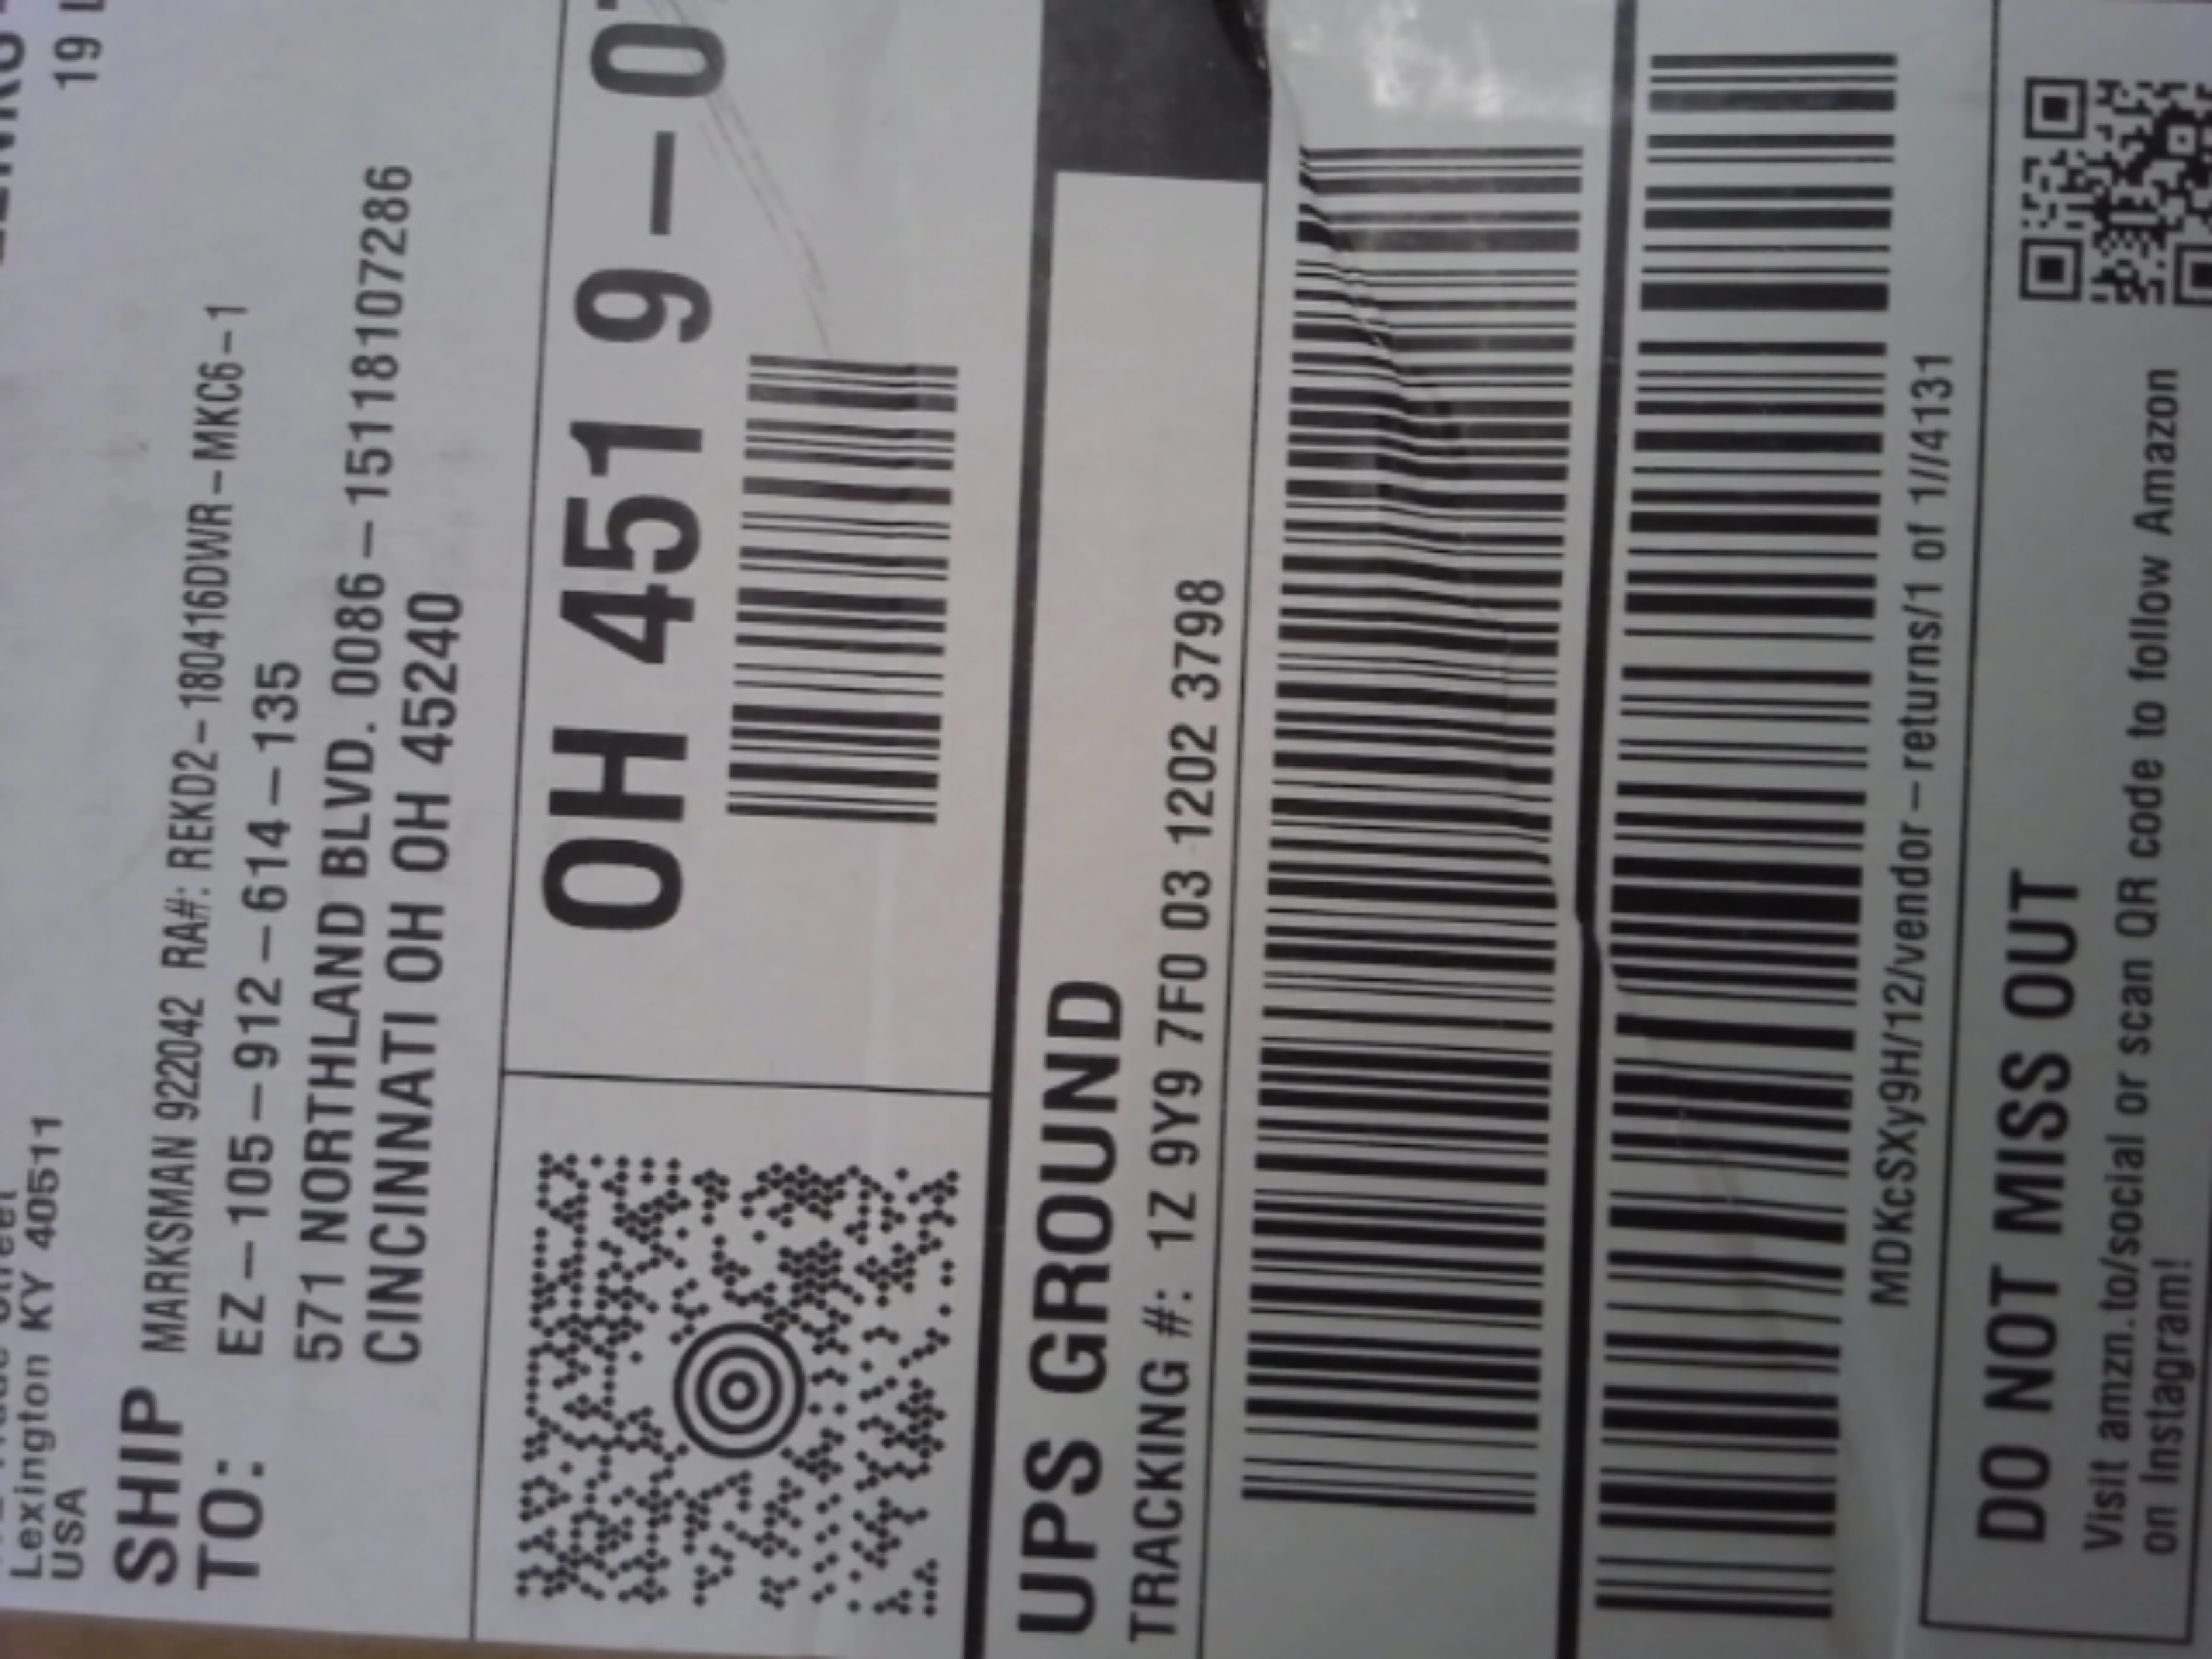 19
Lexington KY 40511
USA
SHIP
TO:
MARKSMAN 922042 RA#: REKD2-180416DWR-MKC6-1
EZ-105-912-614-135
571 NORTHLAND BLVD. 0086-15118107286
CINCINNATI OH OH 45240
OH 451 9-0
UPS GROUND
TRACKING #: 1Z 9Y9 7F0 03 1202 3798
MDKcSXy9H/12/vendor-returns/1 of 1//4131
DO NOT MISS OUT
Visit amzn.to/social or scan QR code to follow Amazon
on Instagram!